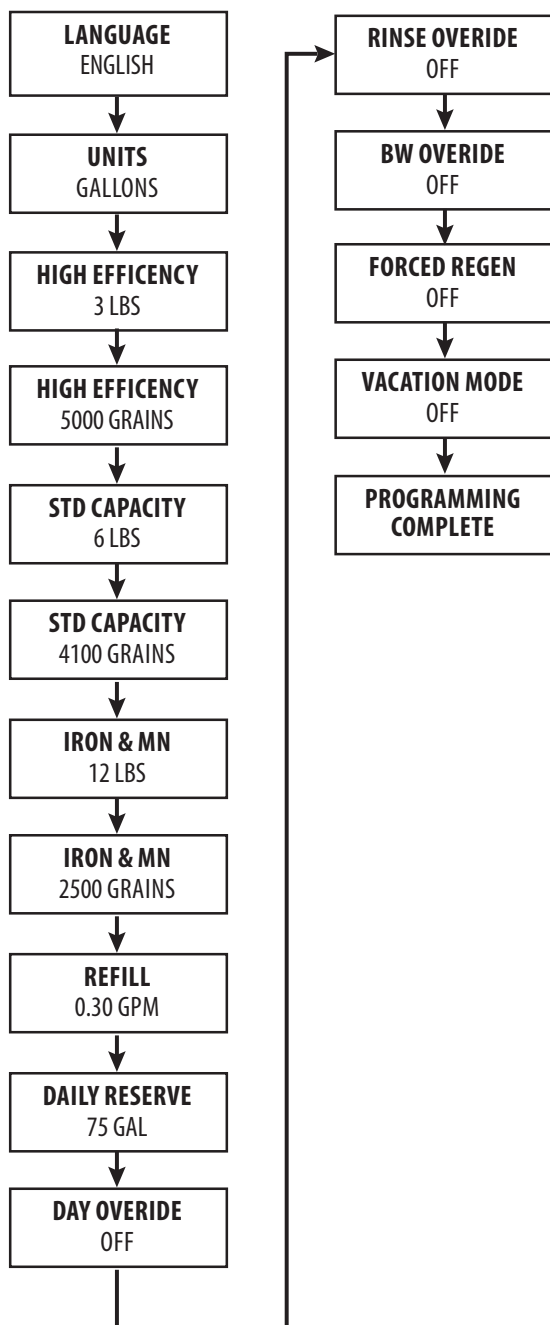 LANGUAGE
ENGLISH
UNITS
GALLONS
HIGH EFFICENCY
3 LBS
HIGH EFFICENCY
5000 GRAINS
STD CAPACITY
6 LBS
STD CAPACITY
4100 GRAINS
IRON & MN
12 LBS
IRON & MN
2500 GRAINS
REFILL
0.30 GPM
DAILY RESERVE
75 GAL
DAY OVERIDE
OFF
RINSE OVERIDE
OFF
BW OVERIDE
OFF
FORCED REGEN
OFF
VACATION MODE
OFF
PROGRAMMING
COMPLETE